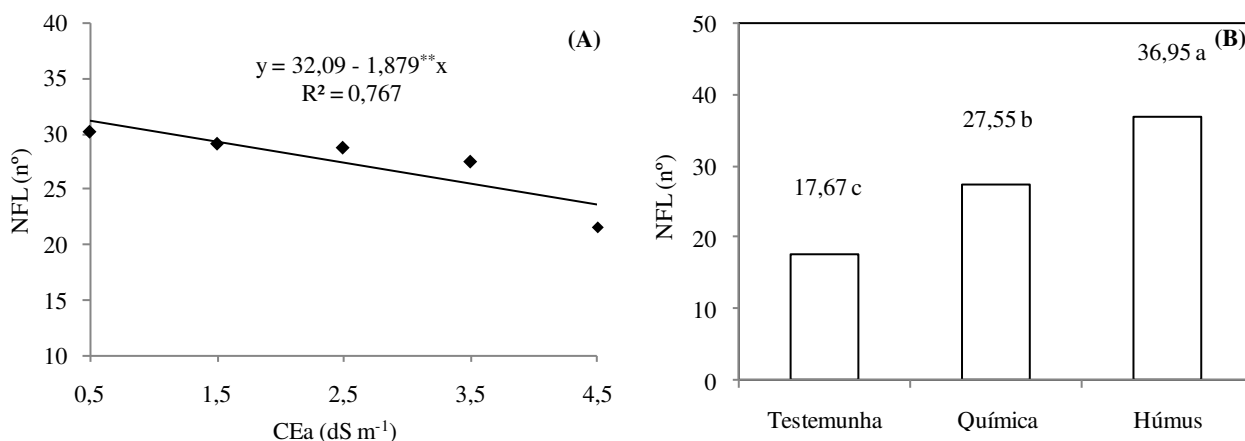 (A)
y = 32,09 - 1,879**x
R² = 0,767
40
35
30
25
20
15
10
NFL (nº)
0,5 1,5 2,5 3,5 4,5
CEa (dS m⁻¹)
(B)
36,95 a
27,55 b
17,67 c
50
40
30
20
10
0
NFL (nº)
Testemunha Química Húmus